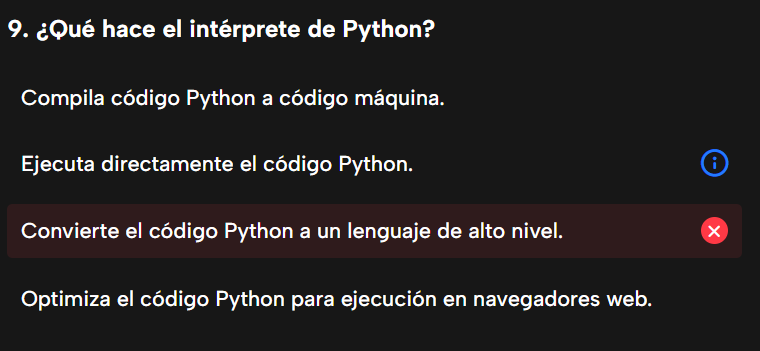 9. ¿Qué hace el intérprete de Python?
Compila código Python a código máquina.
Ejecuta directamente el código Python.
Convierte el código Python a un lenguaje de alto nivel.
Optimiza el código Python para ejecución en navegadores web.